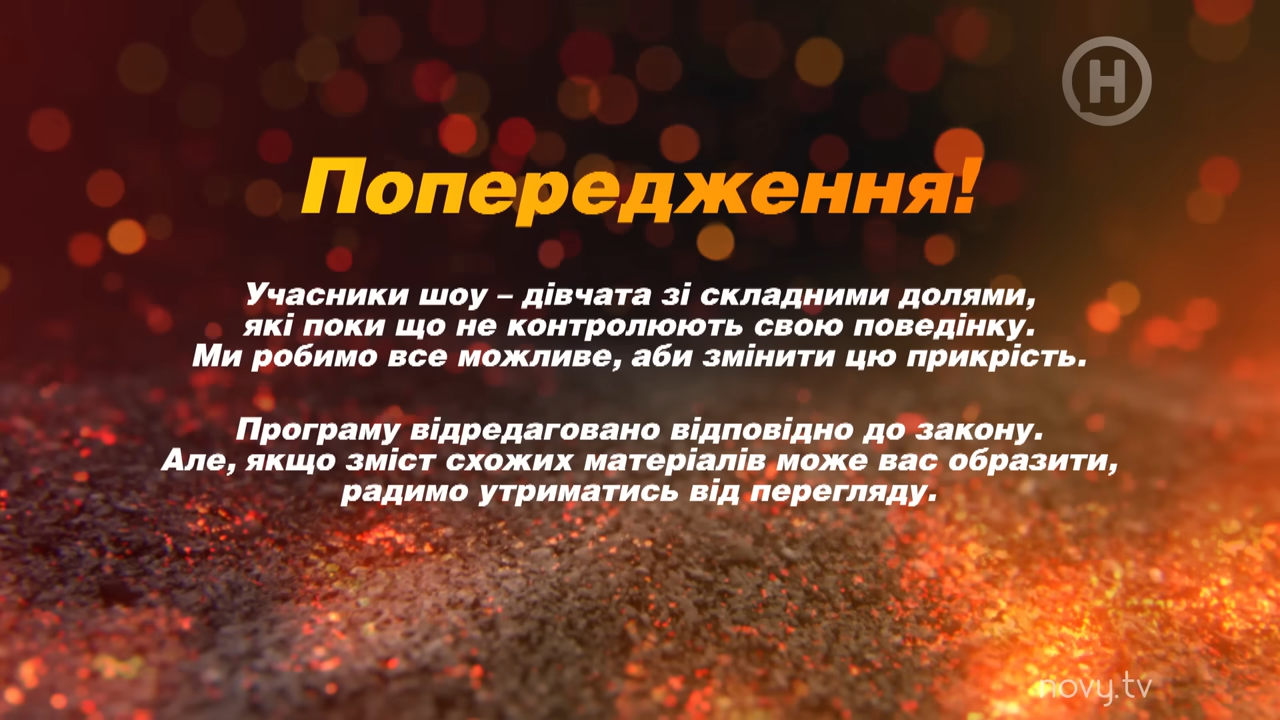 Н
Попередження!
Учасники шоу – дівчата зі складними долями,
які поки що не контролюють свою поведінку.
Ми робимо все можливе, аби змінити цю прикрість.
Програму відредаговано відповідно до закону.
Але, якщо зміст схожих матеріалів може вас образити,
радимо утриматись від перегляду.
novy.tv